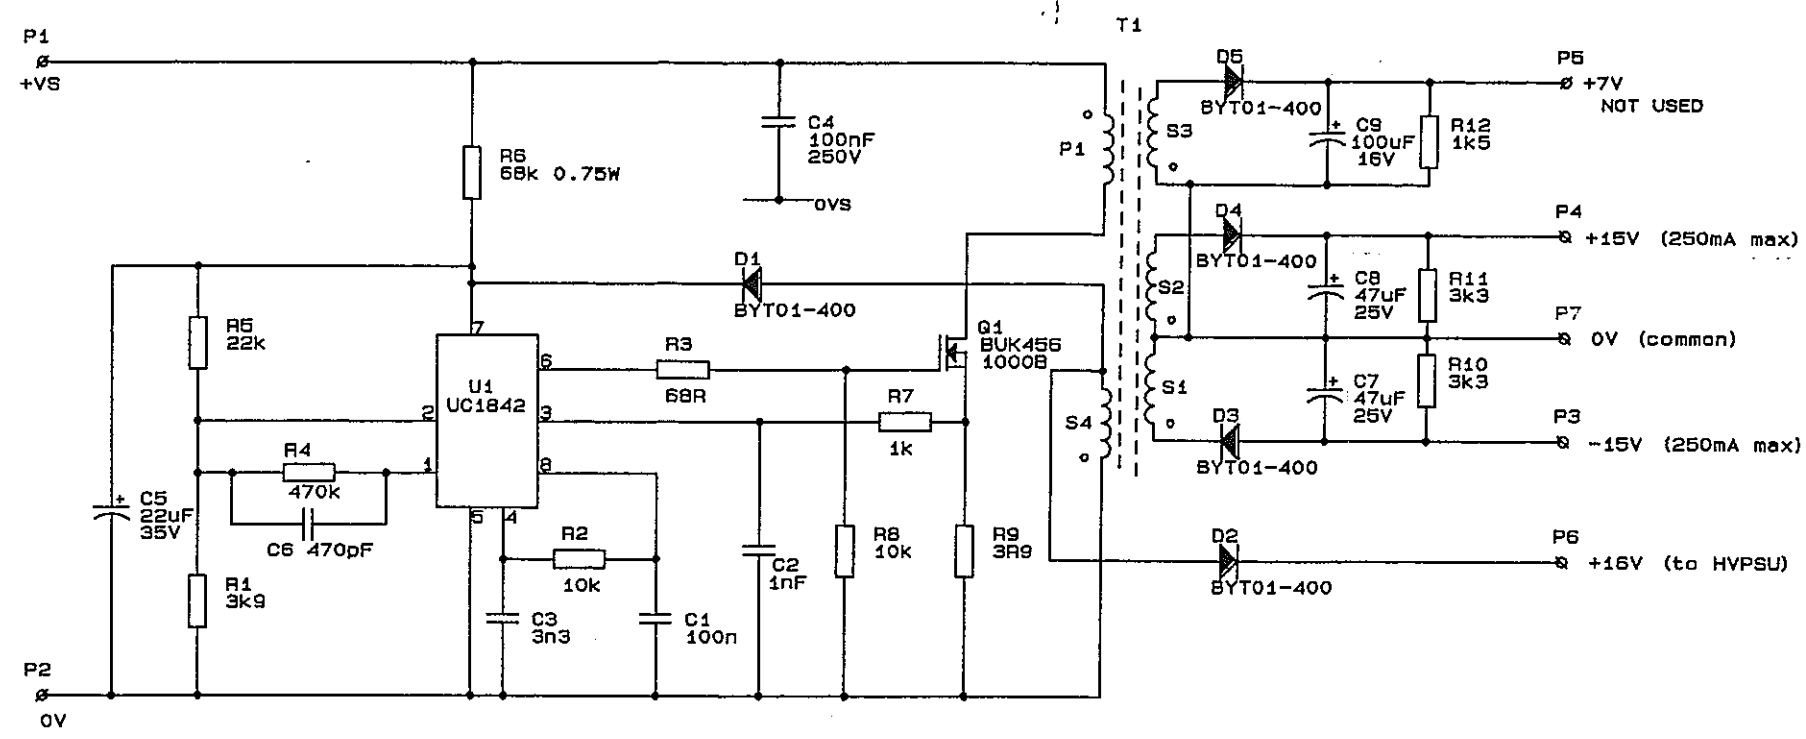 T1
P1
+VS
D5
BYT01-400
P5
+7V
NOT USED
C4
100nF
250V
P1
S3
C9
100uF
16V
R12
1k5
R6
68k 0.75W
0VS
D4
BYT01-400
P4
+15V (250mA max)
D1
BYT01-400
S2
C8
47uF
25V
R11
3k3
P7
0V (common)
R5
22k
7
R3
68R
Q1
BUK456
1000B
6
U1
UC1842
2
3
R7
1k
S4
S1
C7
47uF
25V
R10
3k3
D3
BYT01-400
P3
-15V (250mA max)
R4
470k
1
8
C5
22uF
35V
C6 470pF
5
4
R2
10k
R8
10k
R9
3R9
D2
BYT01-400
P6
+16V (to HVPSU)
C2
1nF
R1
3k9
C3
3n3
C1
100n
P2
0V